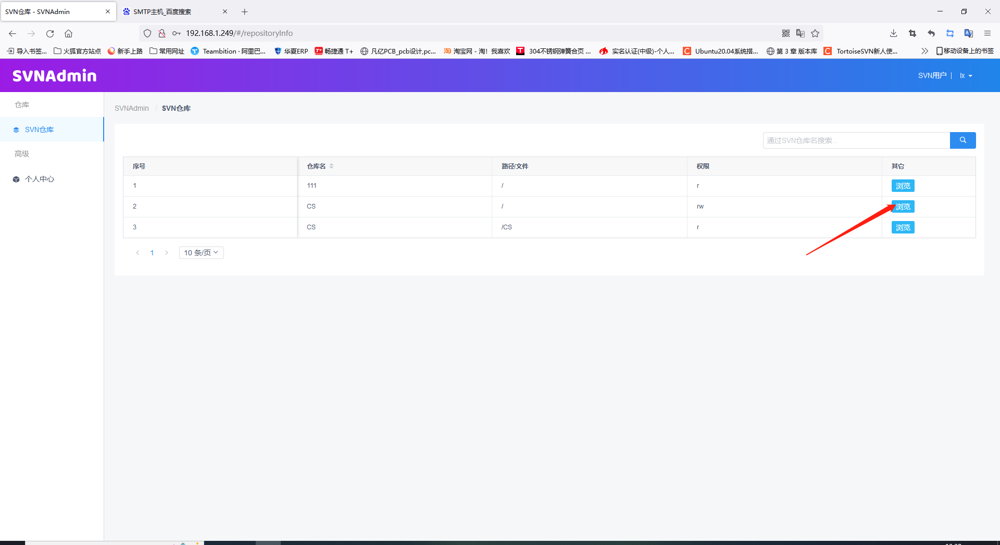 SVN仓库 - SVNAdmin
SMTP主机_百度搜索
192.168.1.249/#/repositoryInfo
导入书签...
火狐官方站点
新手上路
常用网址
Teambition · 阿里巴...
华夏ERP
畅捷通 T+
凡亿PCB_pcb设计,pc...
淘宝网 - 淘！我喜欢
304不锈钢弹簧合页 ...
实名认证(中级)-个人...
Ubuntu20.04系统搭...
第 3 章 版本库
TortoiseSVN新人使...
移动设备上的书签
SVNAdmin
SVN用户 | lx
仓库
SVN仓库
高级
个人中心
SVNAdmin / SVN仓库
通过SVN仓库名搜索...
序号 仓库名 路径/文件 权限 其它
1 111 / r 浏览
2 CS / rw 浏览
3 CS /CS r 浏览
1
10 条/页